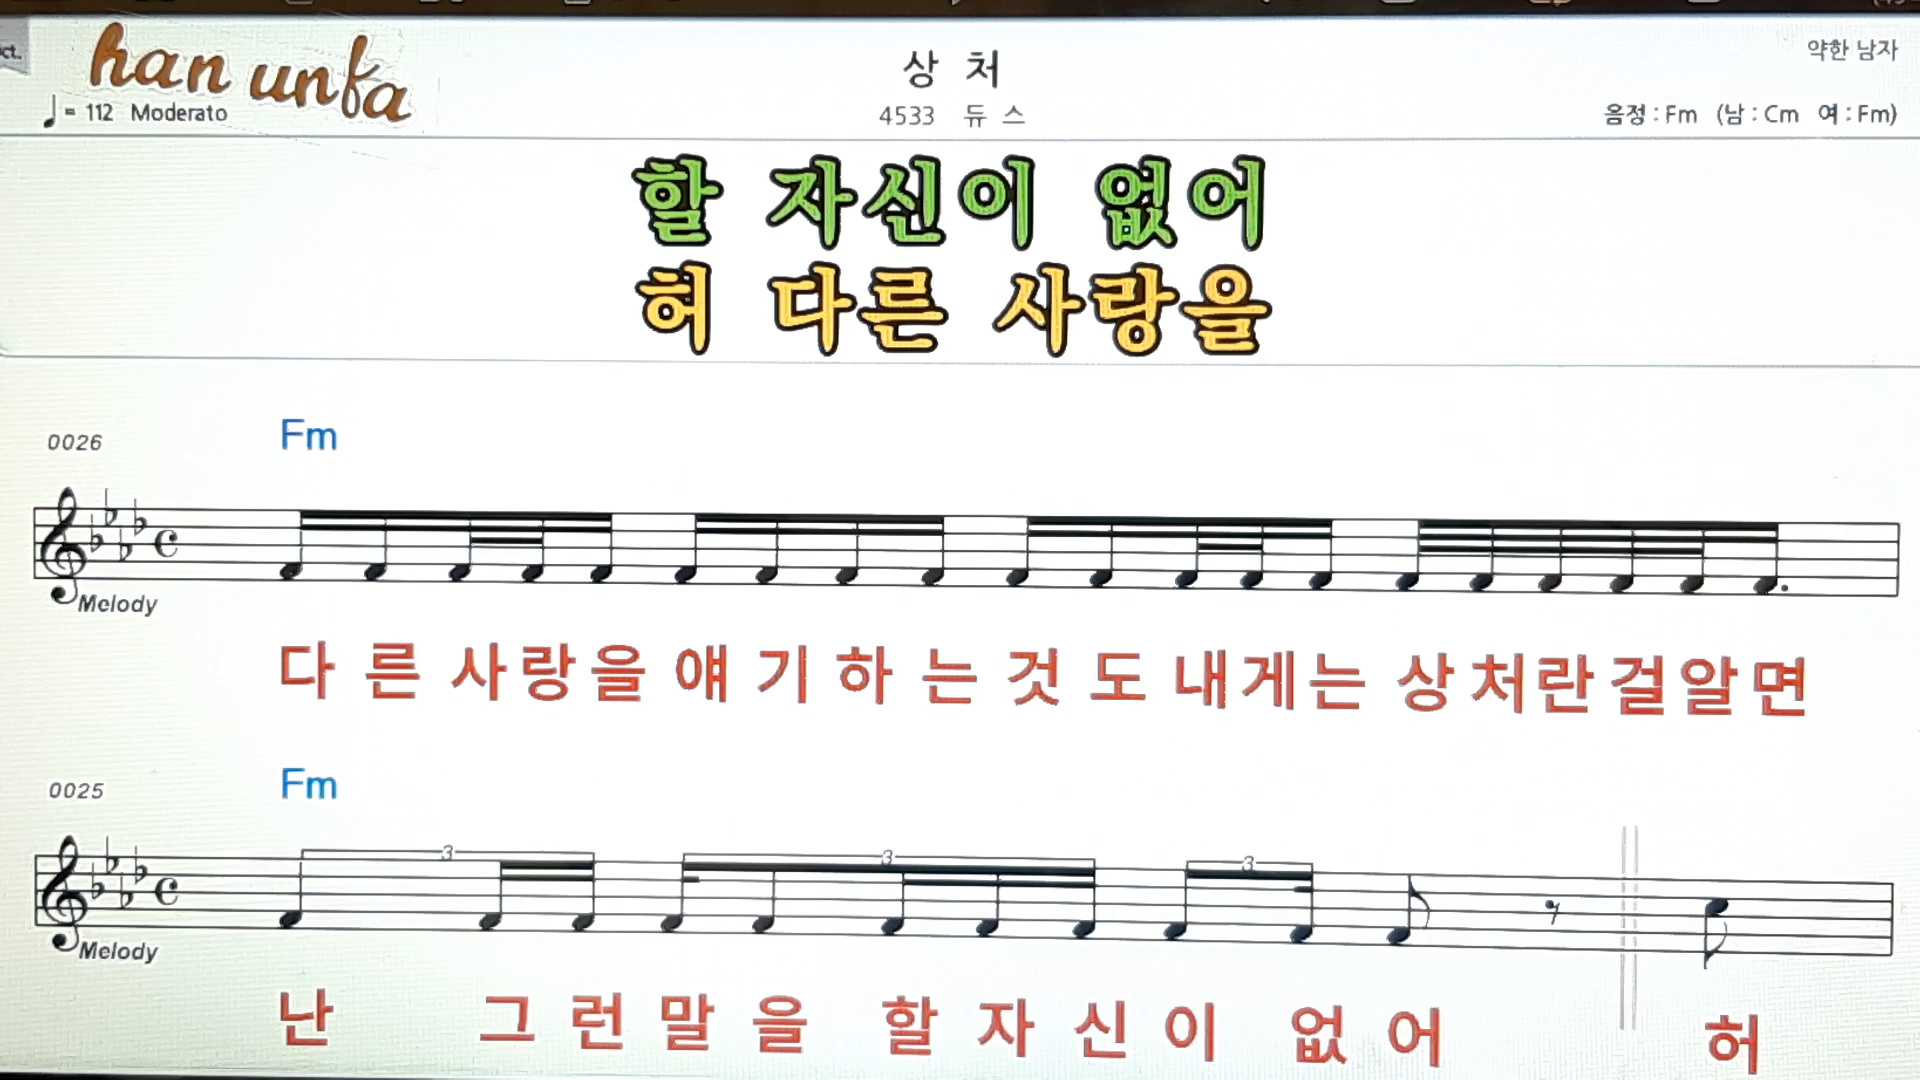 ct.
han unfa
♩= 112 Moderato
상 처
4533 듀 스
약한 남자
음정 : Fm (남 : Cm 여 : Fm)
할 자신이 없어
허 다른 사랑을
0026
Fm
Melody
다 른 사랑을 얘 기 하 는 것 도 내게는 상처란걸알면
0025
Fm
3 3 3
Melody
난 그 런 말 을 할 자 신 이 없 어 허